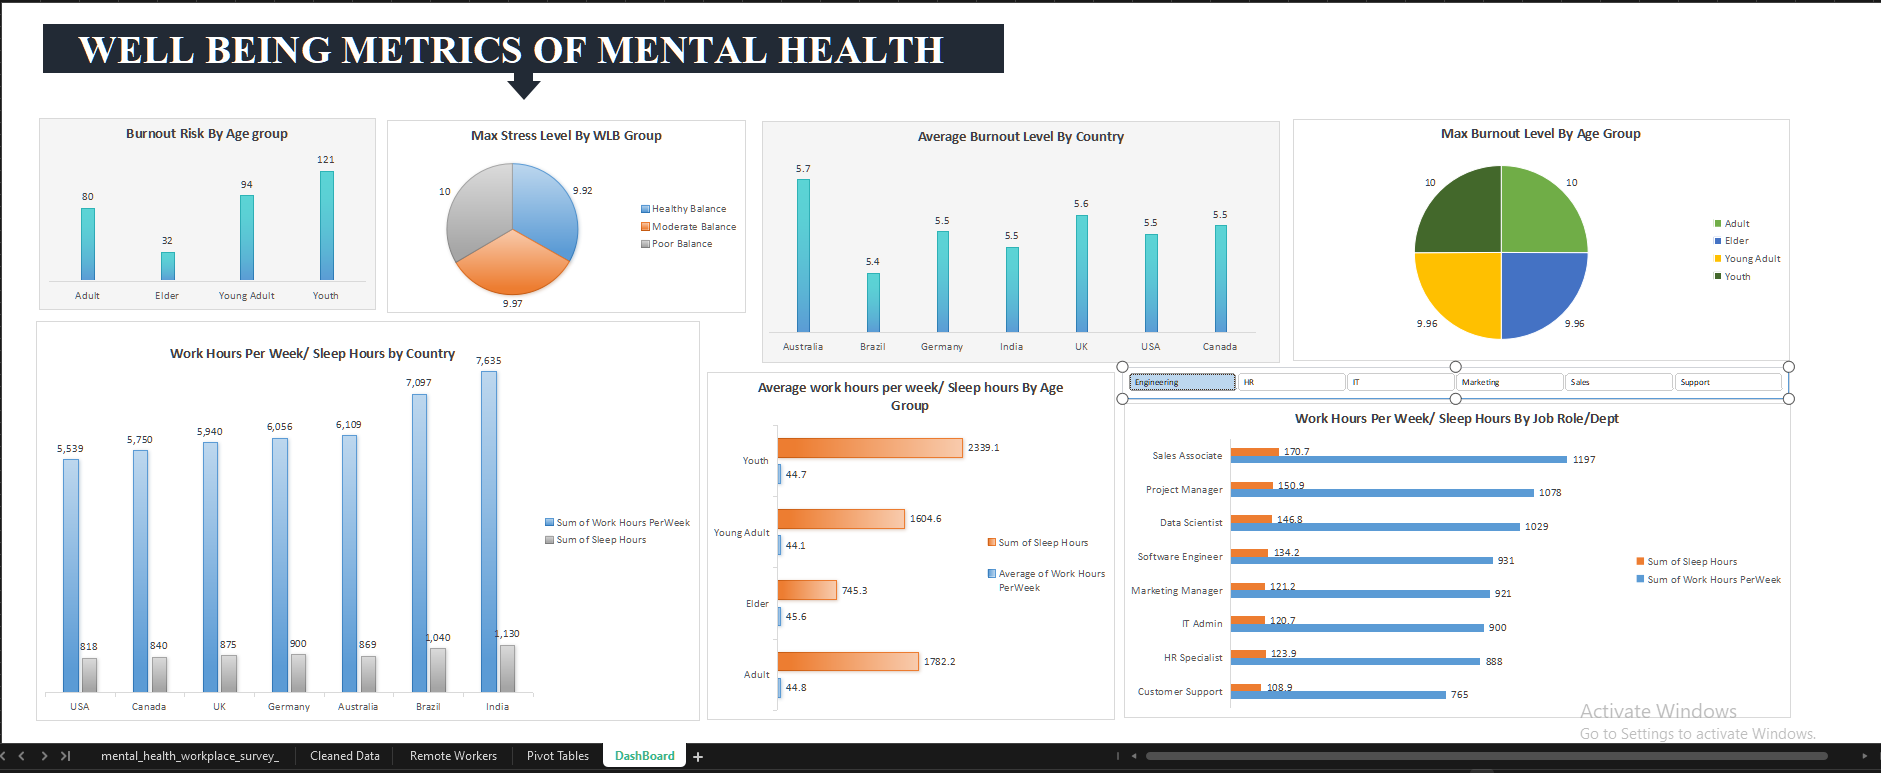 WELL BEING METRICS OF MENTAL HEALTH
Burnout Risk By Age group
80
32
94
121
Adult
Elder
Young Adult
Youth
Max Stress Level By WLB Group
10
9.92
9.97
Healthy Balance
Moderate Balance
Poor Balance
Average Burnout Level By Country
5.7
5.4
5.5
5.5
5.6
5.5
5.5
Australia
Brazil
Germany
India
UK
USA
Canada
Max Burnout Level By Age Group
10
10
9.96
9.96
Adult
Elder
Young Adult
Youth
Work Hours Per Week/ Sleep Hours by Country
5,539
5,750
5,940
6,056
6,109
7,097
7,635
818
840
875
900
869
1,040
1,130
USA
Canada
UK
Germany
Australia
Brazil
India
Sum of Work Hours PerWeek
Sum of Sleep Hours
Average work hours per week/ Sleep hours By Age
Group
Youth
2339.1
44.7
Young Adult
1604.6
44.1
Elder
745.3
45.6
Adult
1782.2
44.8
Sum of Sleep Hours
Average of Work Hours
PerWeek
Engineering
HR
IT
Marketing
Sales
Support
Work Hours Per Week/ Sleep Hours By Job Role/Dept
Sales Associate
170.7
1197
Project Manager
150.9
1078
Data Scientist
146.8
1029
Software Engineer
134.2
931
Marketing Manager
121.2
921
IT Admin
120.7
900
HR Specialist
123.9
888
Customer Support
108.9
765
Sum of Sleep Hours
Sum of Work Hours PerWeek
Activate Windows
Go to Settings to activate Windows.
mental_health_workplace_survey_
Cleaned Data
Remote Workers
Pivot Tables
DashBoard